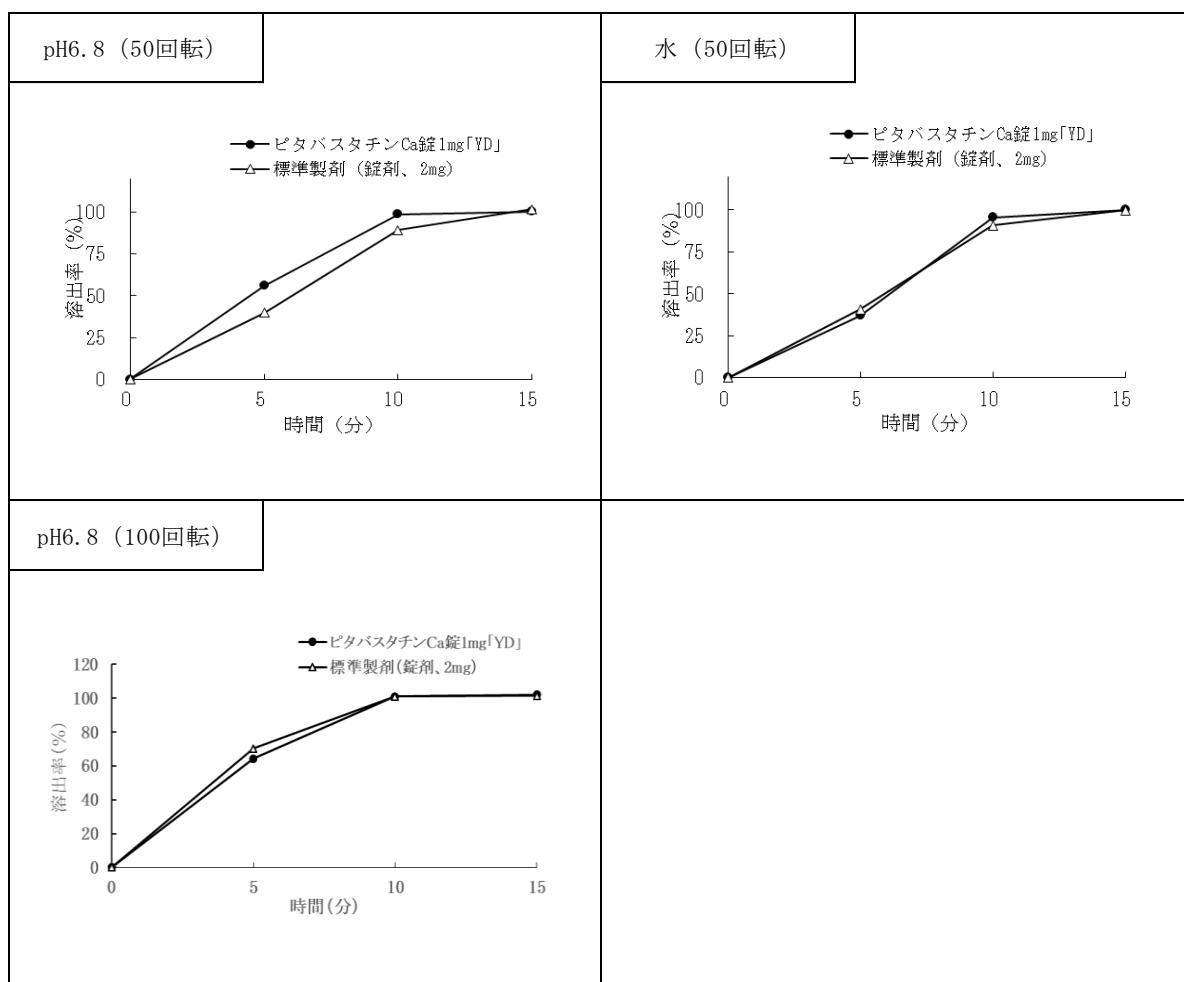 pH6.8（50回転）
ピタバスタチンCa錠1mg「YD」
標準製剤（錠剤、2mg）
100
75
50
25
0
溶出率（%）
0 5 10 15
時間（分）
水（50回転）
ピタバスタチンCa錠1mg「YD」
標準製剤（錠剤、2mg）
100
75
50
25
0
溶出率（%）
0 5 10 15
時間（分）
pH6.8（100回転）
ピタバスタチンCa錠1mg「YD」
標準製剤(錠剤、2mg)
120
100
80
60
40
20
0
溶出率(%)
0 5 10 15
時間(分)